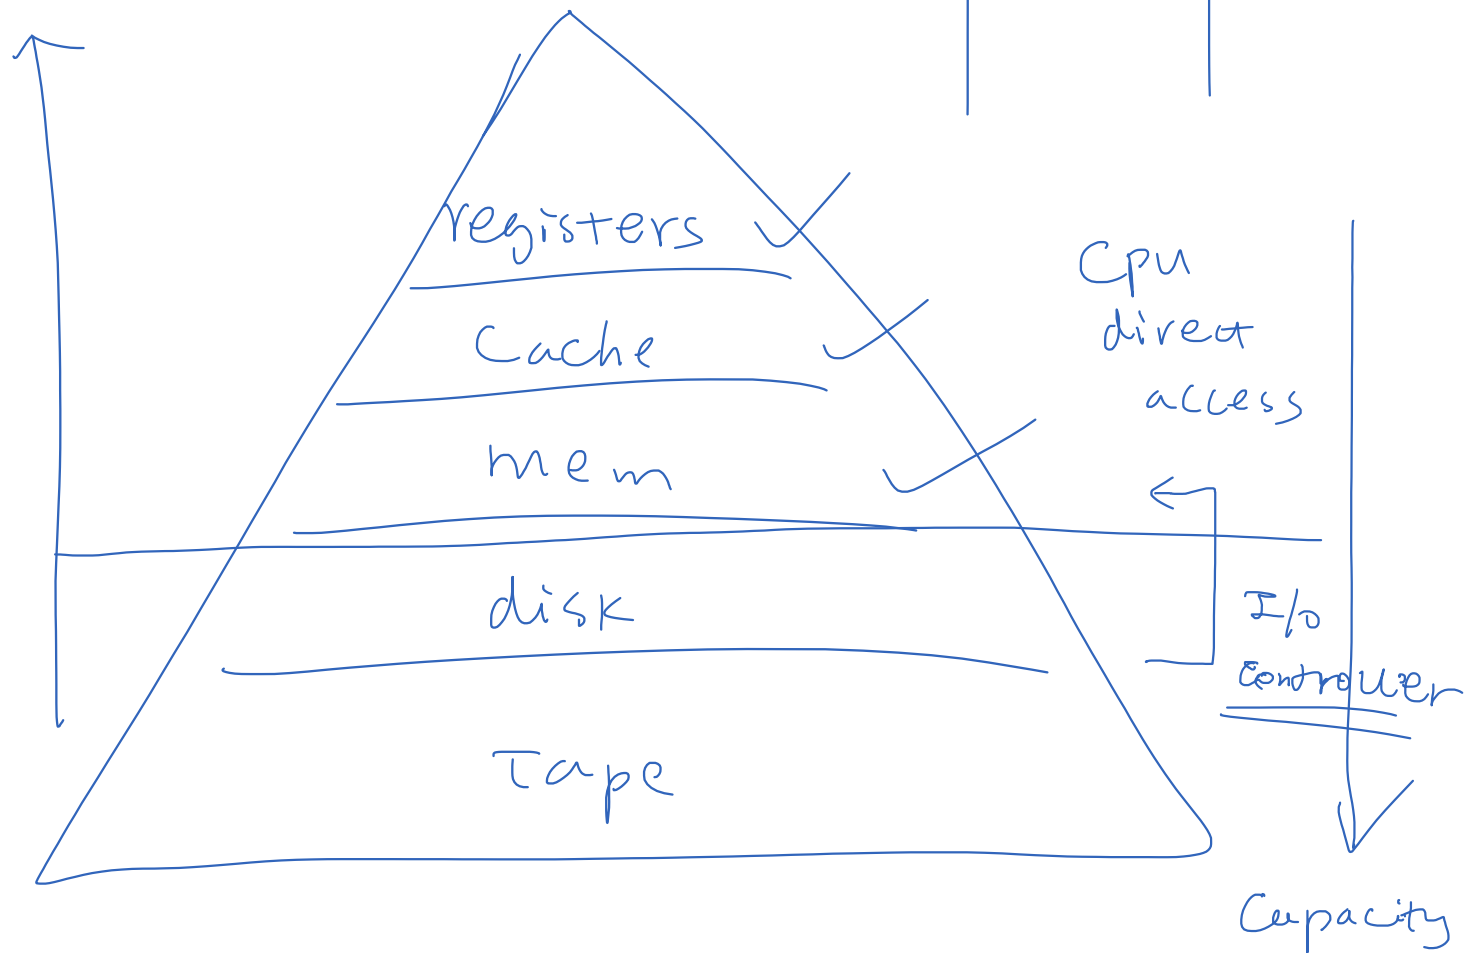 registers
Cpu
Cache
direct
access
mem
disk
I/o
Controller
Tape
Capacity